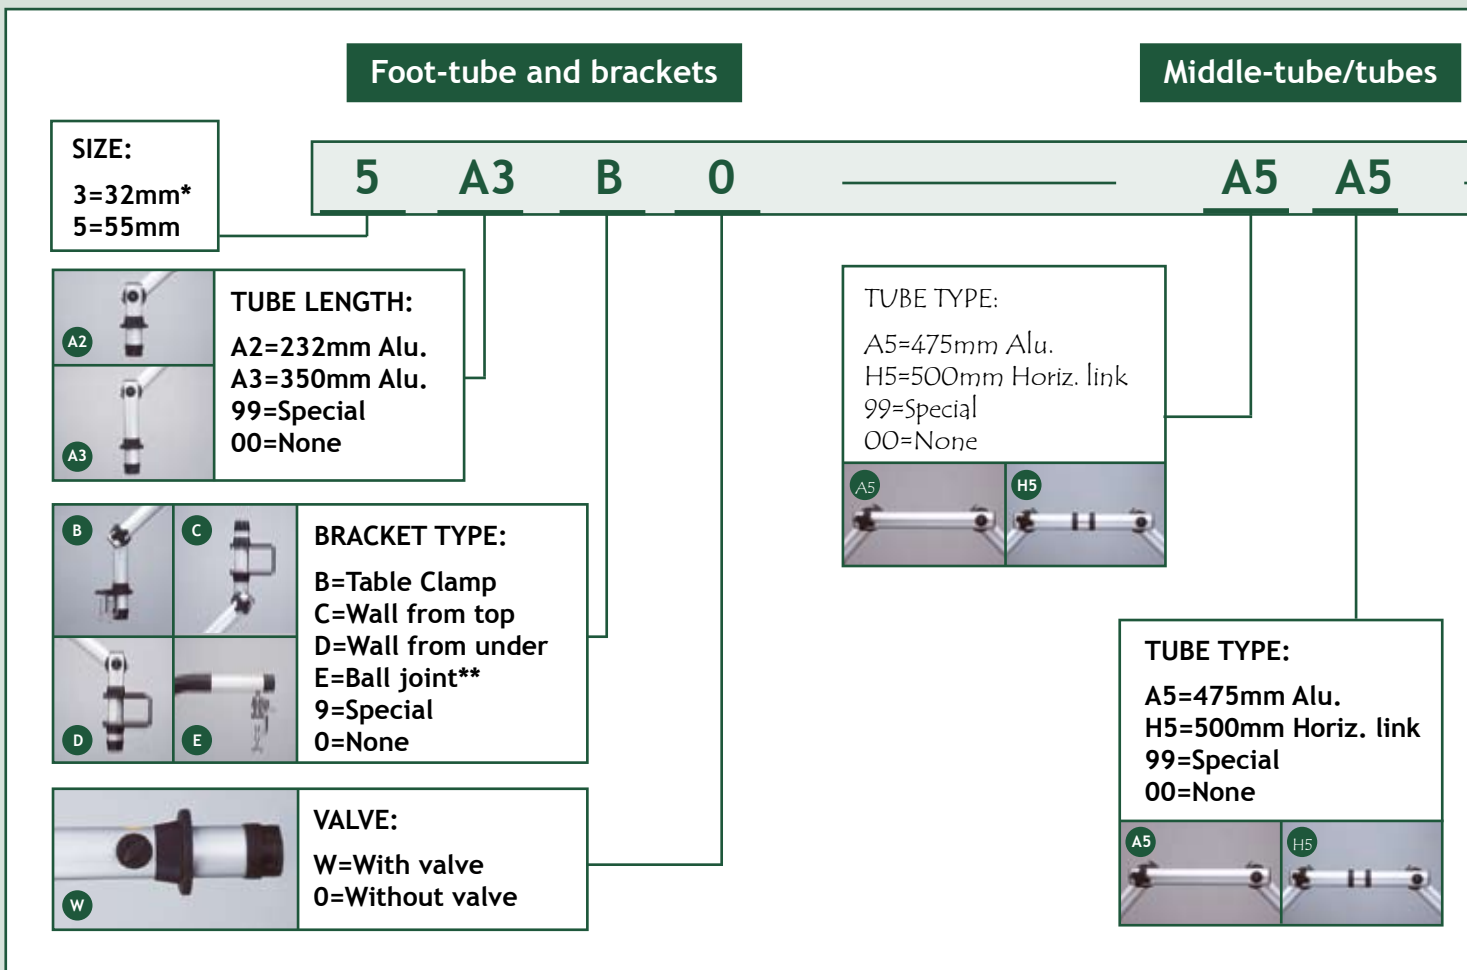 Foot-tube and brackets
Middle-tube/tubes
SIZE:
3=32mm*
5=55mm
5 A3 B 0 A5 A5
A2
A3
TUBE LENGTH:
A2=232mm Alu.
A3=350mm Alu.
99=Special
00=None
B
C
D
E
BRACKET TYPE:
B=Table Clamp
C=Wall from top
D=Wall from under
E=Ball joint**
9=Special
0=None
W
VALVE:
W=With valve
0=Without valve
TUBE TYPE:
A5=475mm Alu.
H5=500mm Horiz. link
99=Special
00=None
A5
H5
TUBE TYPE:
A5=475mm Alu.
H5=500mm Horiz. link
99=Special
00=None
A5
H5